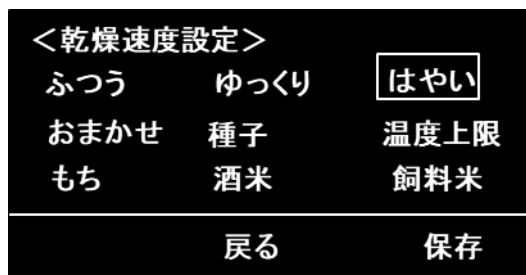 ＜乾燥速度設定＞
ふつう ゆっくり はやい
おまかせ 種子 温度上限
もち 酒米 飼料米
戻る 保存